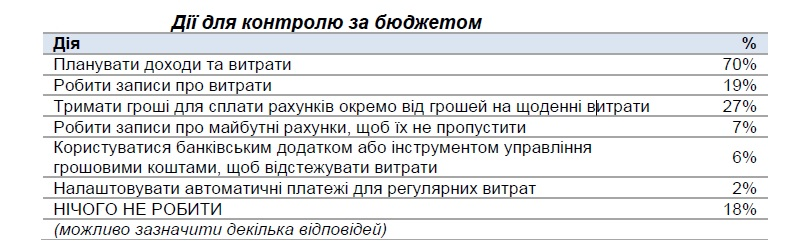 Дії для контролю за бюджетом
Дія %
Планувати доходи та витрати 70%
Робити записи про витрати 19%
Тримати гроші для сплати рахунків окремо від грошей на щоденні витрати 27%
Робити записи про майбутні рахунки, щоб їх не пропустити 7%
Користуватися банківським додатком або інструментом управління
грошовими коштами, щоб відстежувати витрати 6%
Налаштовувати автоматичні платежі для регулярних витрат 2%
НІЧОГО НЕ РОБИТИ 18%
(можливо зазначити декілька відповідей)